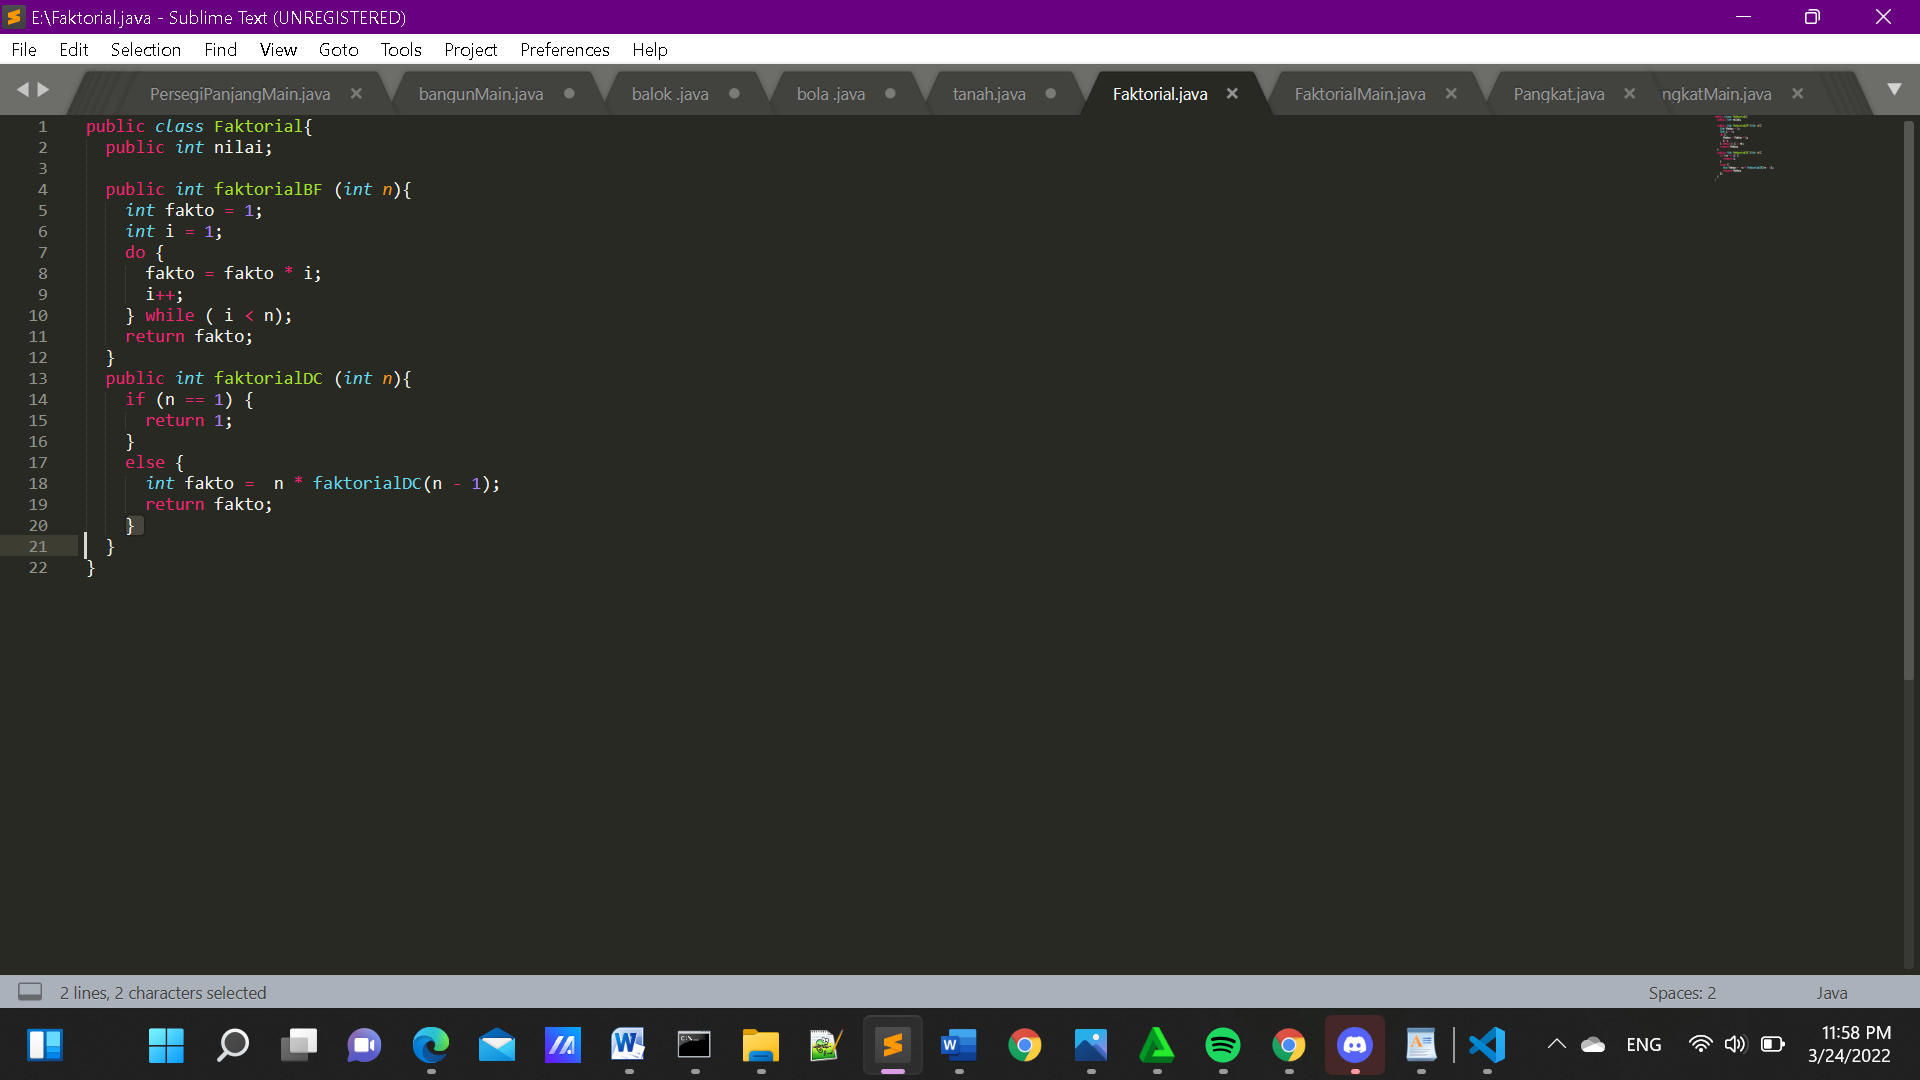 E:\Faktorial.java - Sublime Text (UNREGISTERED)
File Edit Selection Find View Goto Tools Project Preferences Help
PersegiPanjangMain.java bangunMain.java balok .java bola .java tanah.java Faktorial.java FaktorialMain.java Pangkat.java ngkatMain.java
1 public class Faktorial{
2 public int nilai;
3
4 public int faktorialBF (int n){
5 int fakto = 1;
6 int i = 1;
7 do {
8 fakto = fakto * i;
9 i++;
10 } while ( i < n);
11 return fakto;
12 }
13 public int faktorialDC (int n){
14 if (n == 1) {
15 return 1;
16 }
17 else {
18 int fakto =  n * faktorialDC(n - 1);
19 return fakto;
20 }
21 }
22 }
2 lines, 2 characters selected Spaces: 2 Java
ENG 11:58 PM
3/24/2022